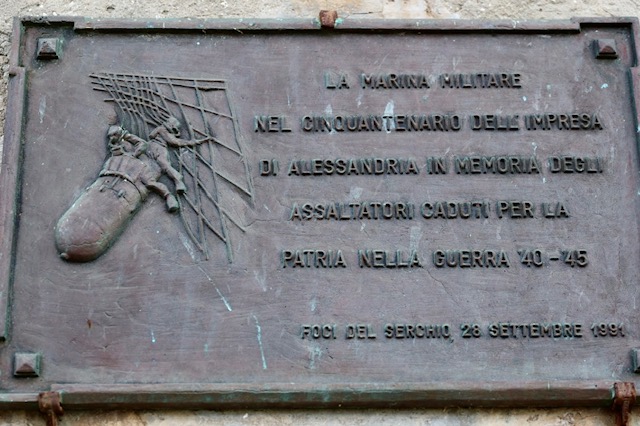 LA MARINA MILITARE
NEL CINQUANTENARIO DELL'IMPRESA
DI ALESSANDRIA IN MEMORIA DEGLI
ASSALTATORI CADUTI PER LA
PATRIA NELLA GUERRA '40-'45
FOCI DEL SERCHIO, 28 SETTEMBRE 1991